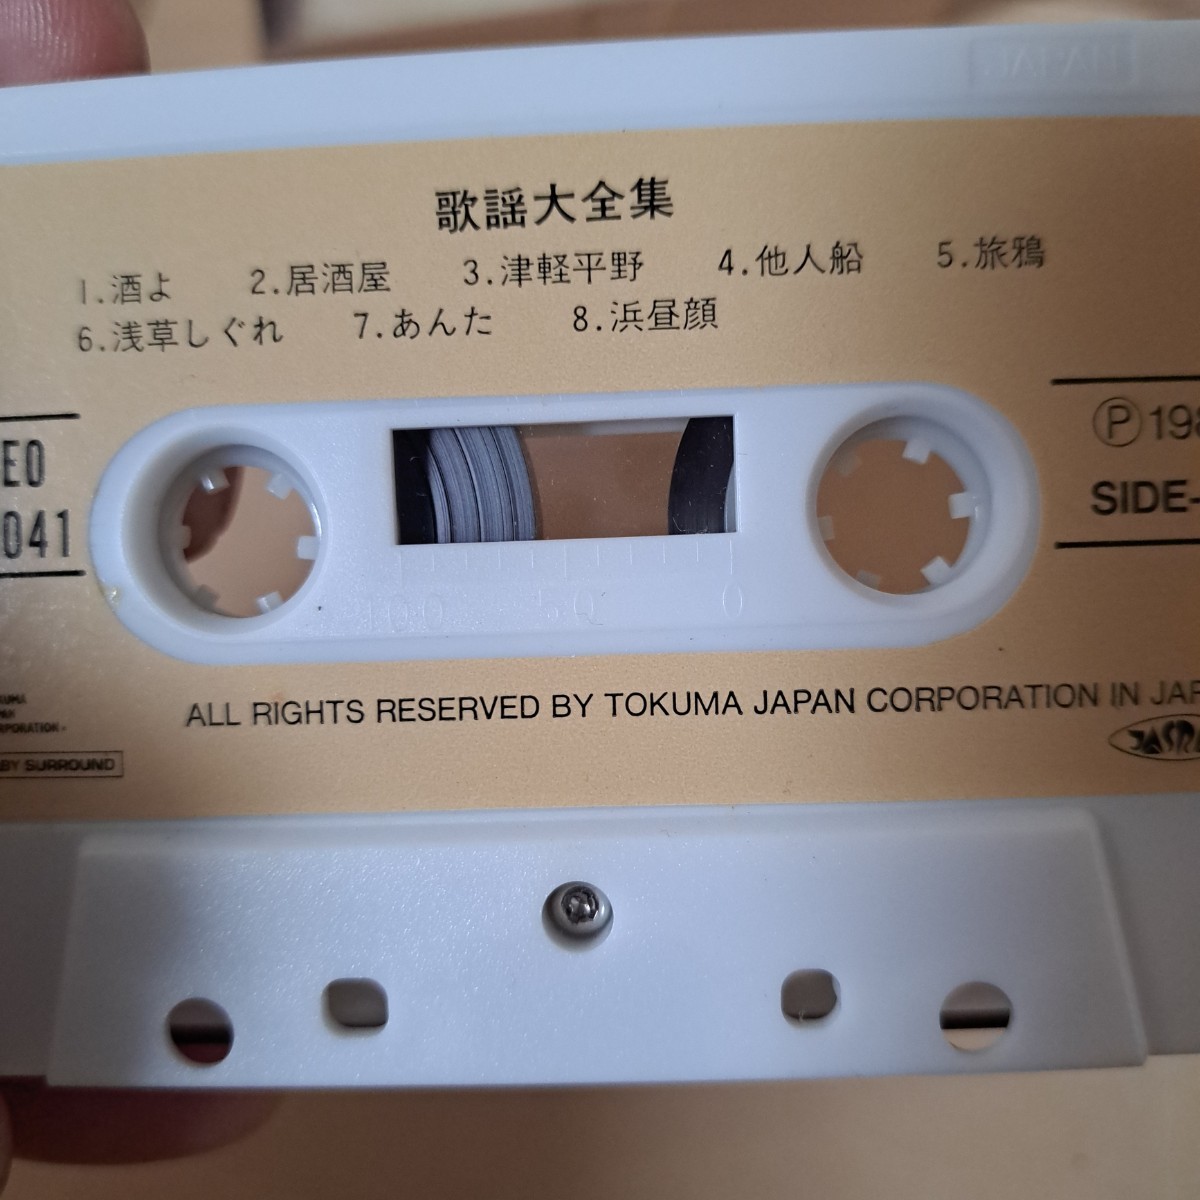 歌謡大全集
1.酒よ 2.居酒屋 3.津軽平野 4.他人船 5.旅鴉
6.浅草しぐれ 7.あんた 8.浜昼顔
EO
041
Ⓟ198
SIDE-
100 50 0
ALL RIGHTS RESERVED BY TOKUMA JAPAN CORPORATION IN JAP
BY SURROUND
JASR